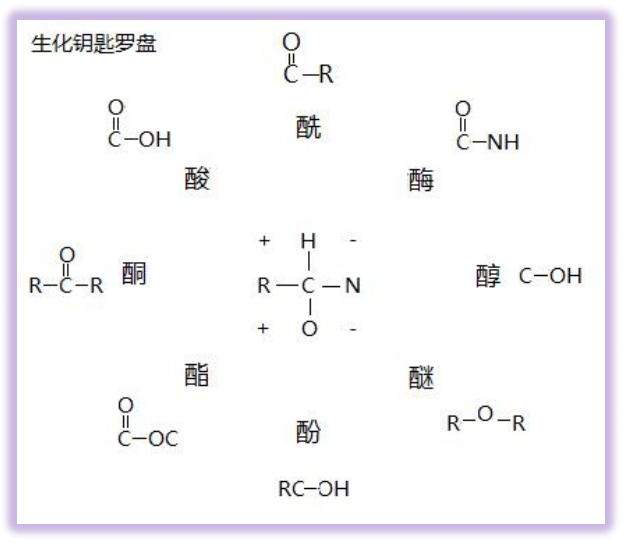 生化钥匙罗盘
O
C-R
酰
O
C-OH
酸
O
C-NH
酶
O
R-C-R
酮
+ H -
R-C-N
+ O -
醇 C-OH
酯
O
C-OC
醚
R-O-R
酚
RC-OH